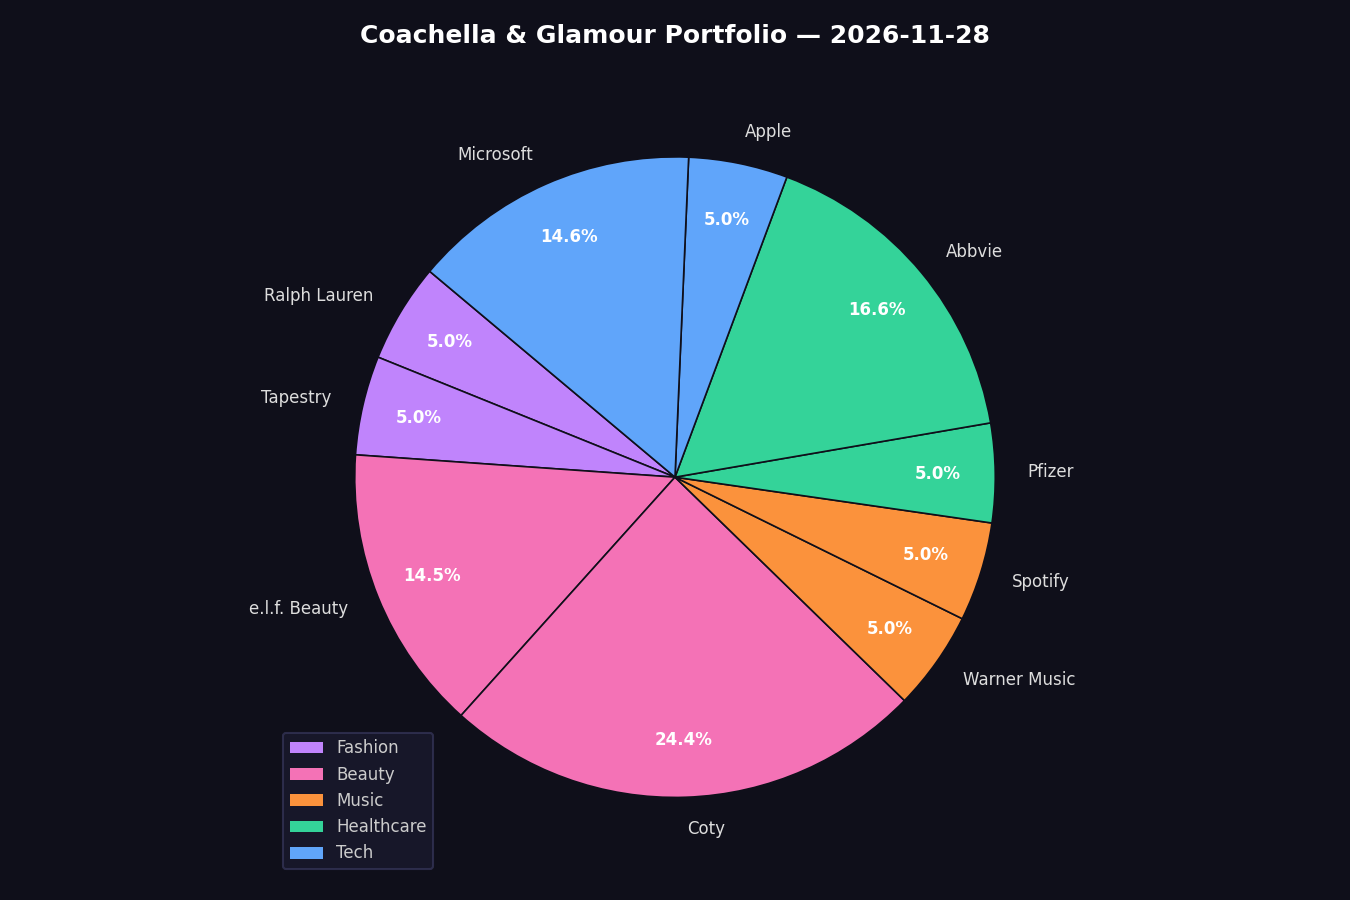 Coachella & Glamour Portfolio — 2026-11-28
Apple
Microsoft
5.0%
14.6%
Abbvie
Ralph Lauren
16.6%
5.0%
Tapestry
5.0%
Pfizer
5.0%
5.0%
Spotify
14.5%
e.l.f. Beauty
5.0%
Warner Music
24.4%
Coty
Fashion
Beauty
Music
Healthcare
Tech